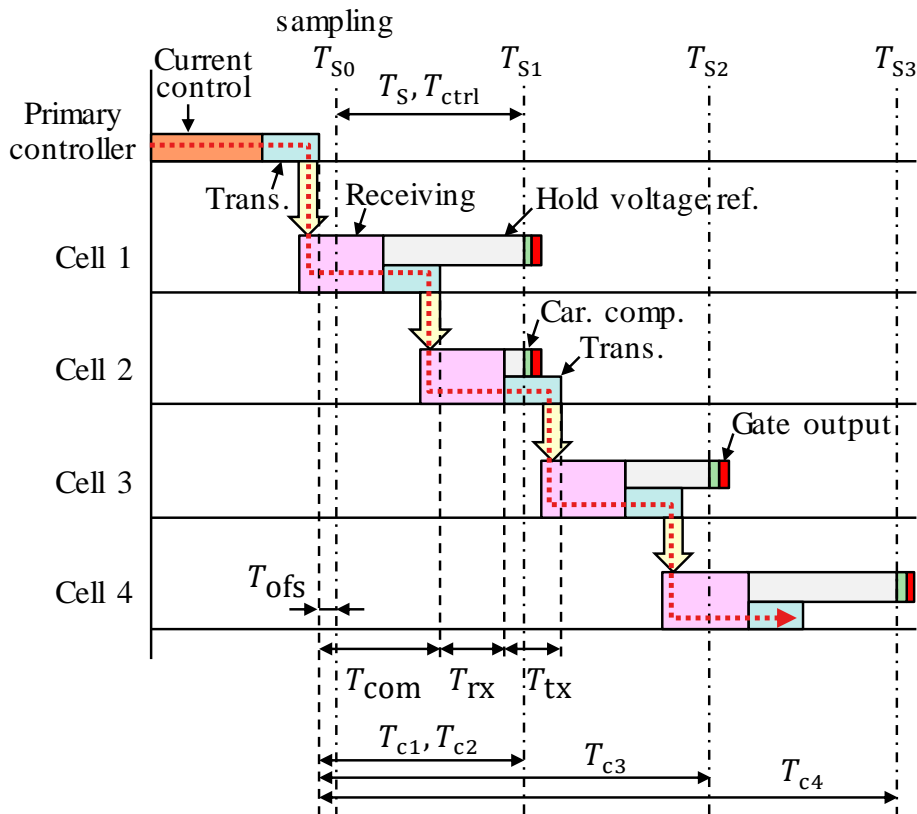 sampling
Current
control
T_S0
T_S1
T_S2
T_S3
T_S, T_ctrl
Primary
controller
Trans.
Receiving
Hold voltage ref.
Cell 1
Car. comp.
Trans.
Cell 2
Gate output
Cell 3
T_ofs
Cell 4
T_com
T_rx
T_tx
T_c1, T_c2
T_c3
T_c4